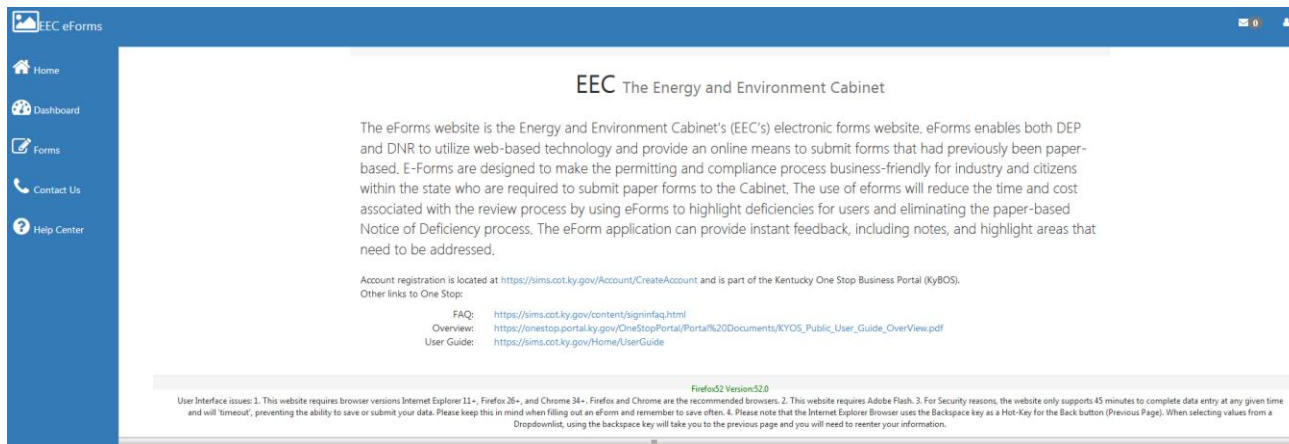 EEC eForms
0
Home
Dashboard
Forms
Contact Us
Help Center
EEC The Energy and Environment Cabinet
The eForms website is the Energy and Environment Cabinet's (EEC's) electronic forms website. eForms enables both DEP
and DNR to utilize web-based technology and provide an online means to submit forms that had previously been paper-
based. E-Forms are designed to make the permitting and compliance process business-friendly for industry and citizens
within the state who are required to submit paper forms to the Cabinet. The use of eforms will reduce the time and cost
associated with the review process by using eForms to highlight deficiencies for users and eliminating the paper-based
Notice of Deficiency process. The eForm application can provide instant feedback, including notes, and highlight areas that
need to be addressed.
Account registration is located at https://sims.cot.ky.gov/Account/CreateAccount and is part of the Kentucky One Stop Business Portal (KyBOS).
Other links to One Stop:
FAQ: https://sims.cot.ky.gov/content/signinfaq.html
Overview: https://onestop.portal.ky.gov/OneStopPortal/Portal%20Documents/KYOS_Public_User_Guide_OverView.pdf
User Guide: https://sims.cot.ky.gov/Home/UserGuide
Firefox52 Version:52.0
User Interface issues: 1. This website requires browser versions Internet Explorer 11+, Firefox 26+, and Chrome 34+. Firefox and Chrome are the recommended browsers. 2. This website requires Adobe Flash. 3. For Security reasons, the website only supports 45 minutes to complete data entry at any given time
and will 'timeout', preventing the ability to save or submit your data. Please keep this in mind when filling out an eForm and remember to save often. 4. Please note that the Internet Explorer Browser uses the Backspace key as a Hot-Key for the Back button (Previous Page). When selecting values from a
Dropdownlist, using the backspace key will take you to the previous page and you will need to reenter your information.